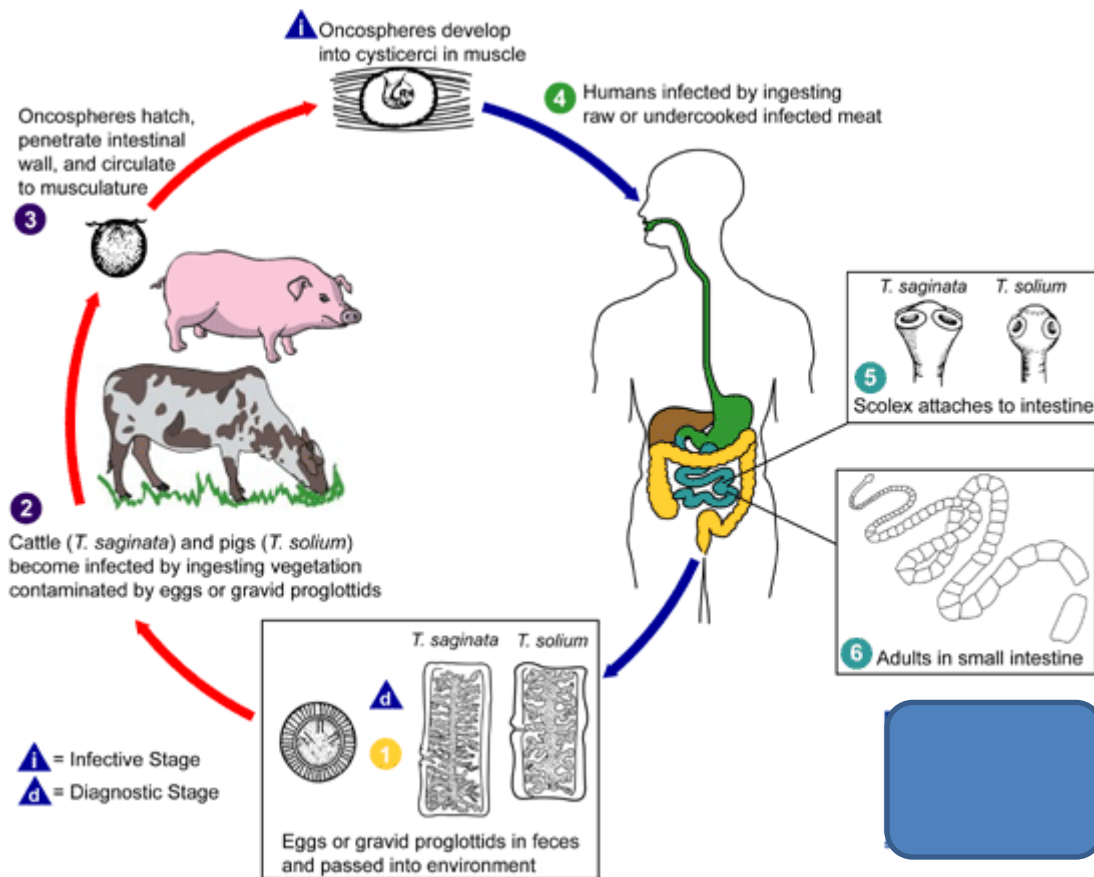 i Oncospheres develop
into cysticerci in muscle
4 Humans infected by ingesting
raw or undercooked infected meat
Oncospheres hatch,
penetrate intestinal
wall, and circulate
to musculature
3
T. saginata T. solium
5
Scolex attaches to intestine
2
Cattle (T. saginata) and pigs (T. solium)
become infected by ingesting vegetation
contaminated by eggs or gravid proglottids
6 Adults in small intestine
T. saginata T. solium
d
1
Eggs or gravid proglottids in feces
and passed into environment
i = Infective Stage
d = Diagnostic Stage